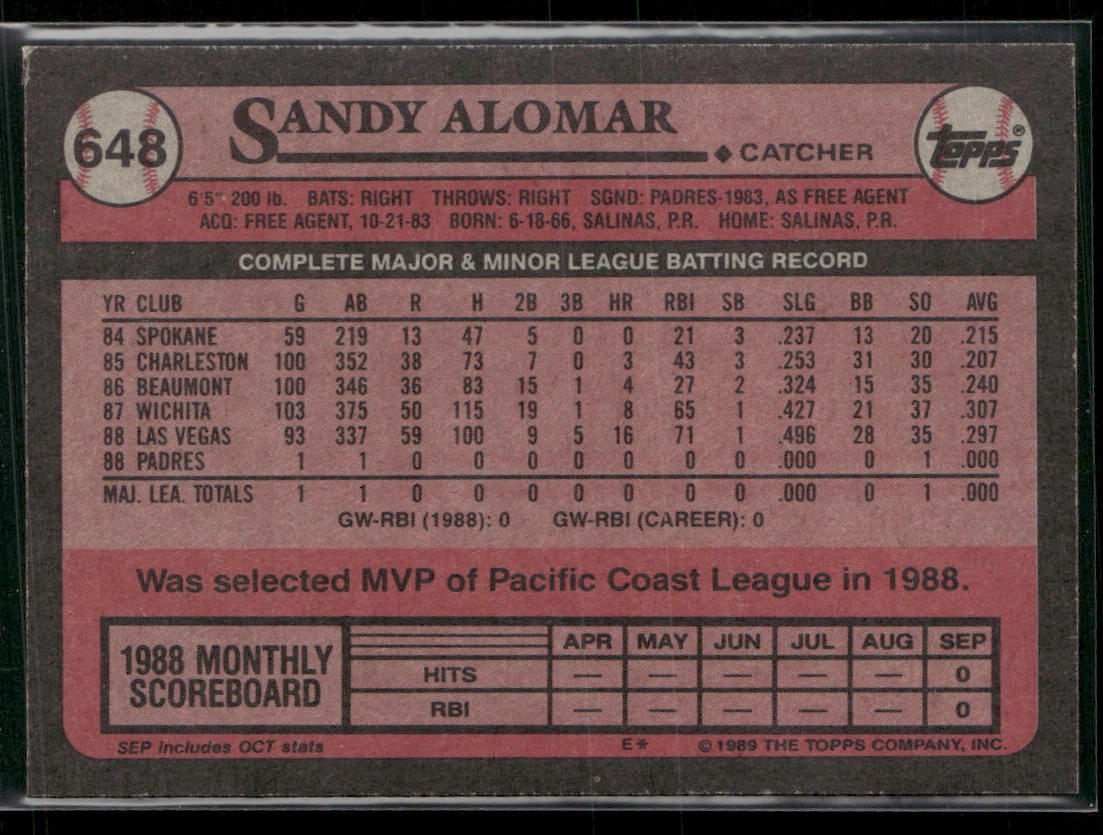 648
SANDY ALOMAR
◆ CATCHER
TOPPS®
6'5" 200 lb. BATS: RIGHT THROWS: RIGHT SGND: PADRES-1983, AS FREE AGENT
ACQ: FREE AGENT, 10-21-83 BORN: 6-18-66, SALINAS, P.R. HOME: SALINAS, P.R.
COMPLETE MAJOR & MINOR LEAGUE BATTING RECORD
YR CLUB G AB R H 2B 3B HR RBI SB SLG BB SO AVG
84 SPOKANE 59 219 13 47 5 0 0 21 3 .237 13 20 .215
85 CHARLESTON 100 352 38 73 7 0 3 43 3 .253 31 30 .207
86 BEAUMONT 100 346 36 83 15 1 4 27 2 .324 15 35 .240
87 WICHITA 103 375 50 115 19 1 8 65 1 .427 21 37 .307
88 LAS VEGAS 93 337 59 100 9 5 16 71 1 .496 28 35 .297
88 PADRES 1 1 0 0 0 0 0 0 0 .000 0 1 .000
MAJ. LEA. TOTALS 1 1 0 0 0 0 0 0 0 .000 0 1 .000
GW-RBI (1988): 0 GW-RBI (CAREER): 0
Was selected MVP of Pacific Coast League in 1988.
1988 MONTHLY
SCOREBOARD
APR MAY JUN JUL AUG SEP
HITS — — — — — 0
RBI — — — — — 0
SEP includes OCT stats E* © 1989 THE TOPPS COMPANY, INC.